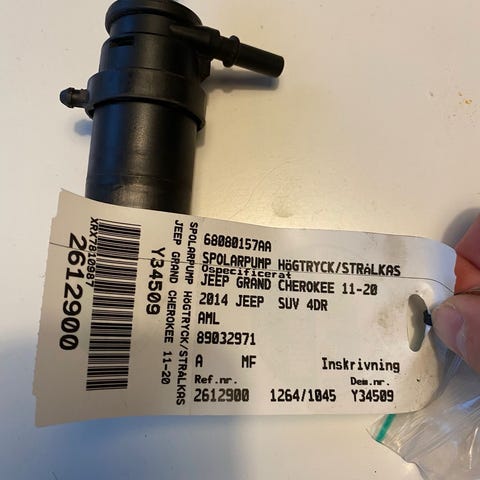 68080157AA
SPOLARPUMP HÖGTRYCK/STRÅLKAS
Ospecificerat
JEEP GRAND CHEROKEE 11-20
2014 JEEP SUV 4DR
AML
89032971
A MF Inskrivning
Ref.nr. Dem.nr.
2612900 1264/1045 Y34509
SPOLARPUMP HÖGTRYCK/STRÅLKAS
JEEP GRAND CHEROKEE 11-20
Y34509
XRX7810987
2612900